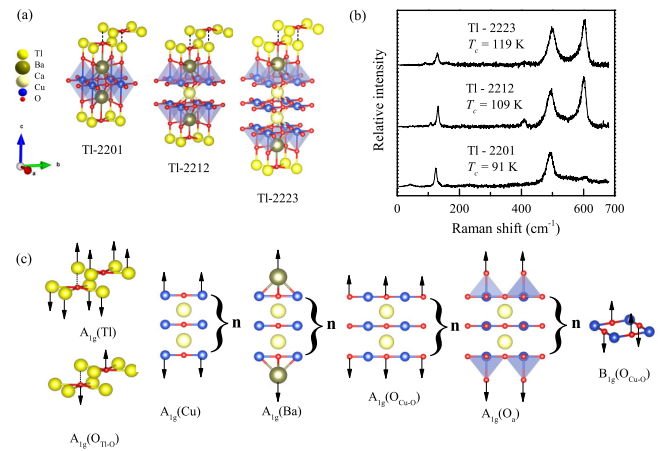 (a)
Tl
Ba
Ca
Cu
O
c
b
a
Tl-2201
Tl-2212
Tl-2223
(b)
Relative intensity
Tl - 2223
Tc = 119 K
Tl - 2212
Tc = 109 K
Tl - 2201
Tc = 91 K
0 100 200 300 400 500 600 700
Raman shift (cm-1)
(c)
A1g(Tl)
A1g(OTl-O)
A1g(Cu)
n
A1g(Ba)
n
A1g(OCu-O)
n
A1g(Oa)
n
B1g(OCu-O)